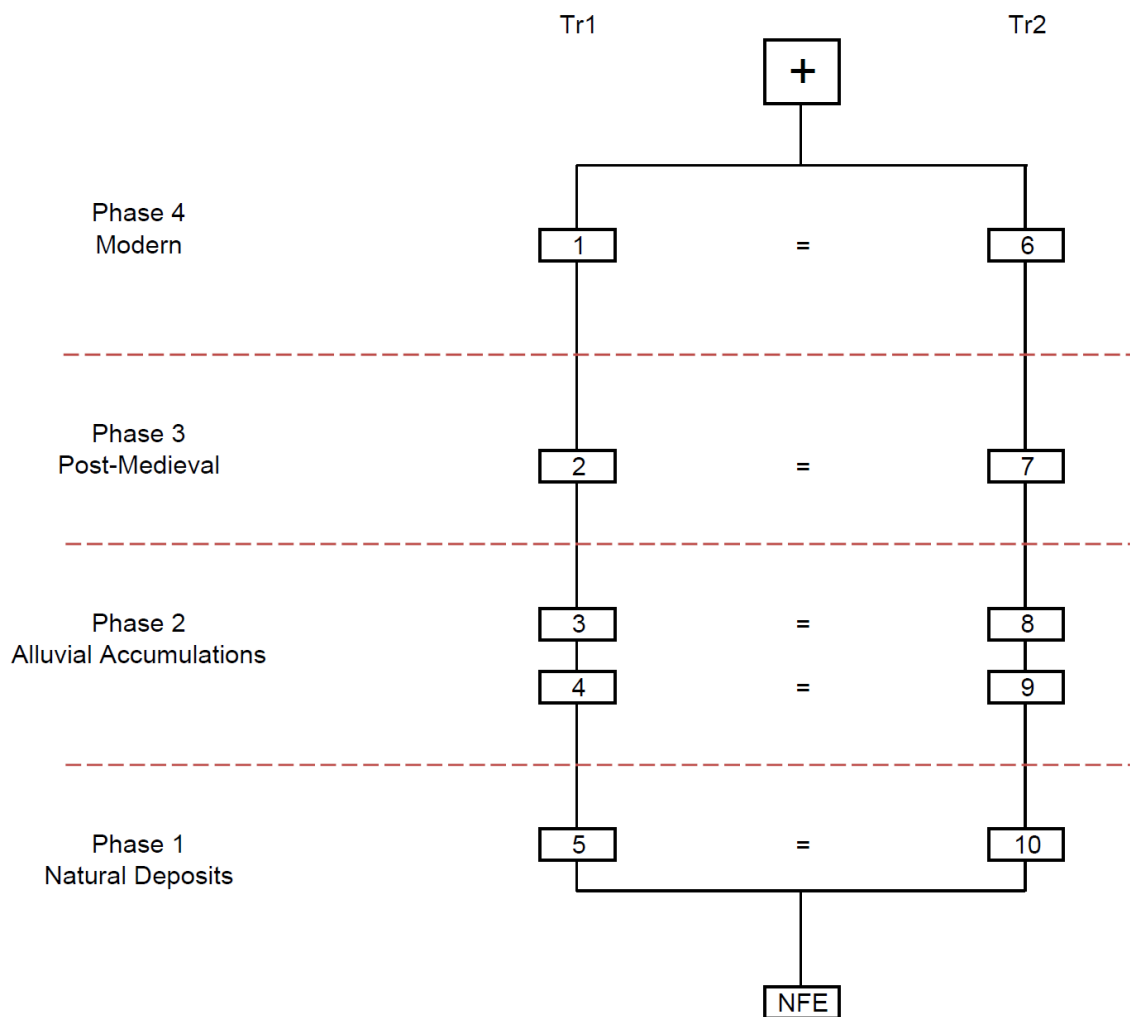 Tr1 Tr2
+
Phase 4
Modern
1 = 6
Phase 3
Post-Medieval
2 = 7
Phase 2
Alluvial Accumulations
3 = 8
4 = 9
Phase 1
Natural Deposits
5 = 10
NFE